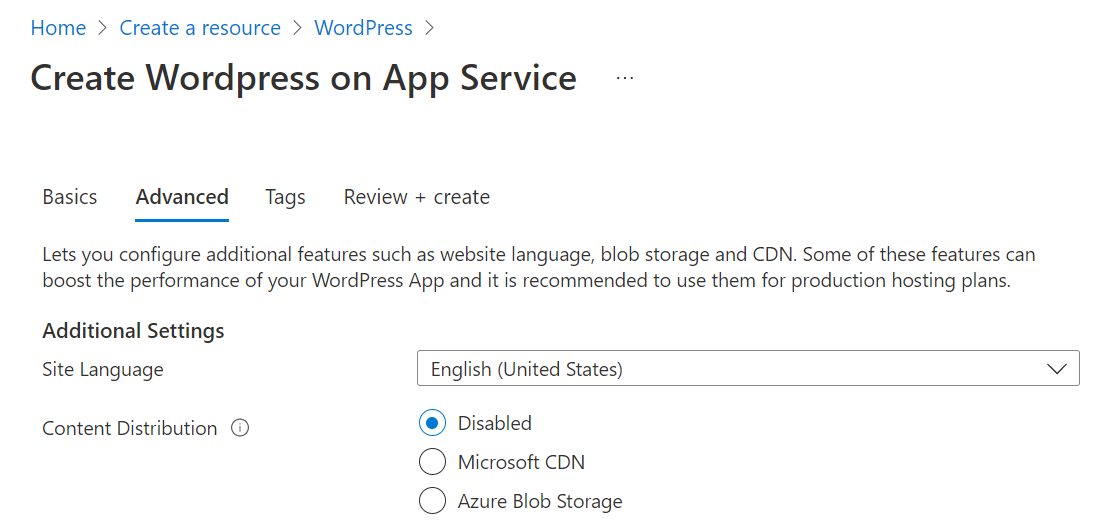 Home > Create a resource > WordPress >
Create Wordpress on App Service ...
Basics Advanced Tags Review + create
Lets you configure additional features such as website language, blob storage and CDN. Some of these features can
boost the performance of your WordPress App and it is recommended to use them for production hosting plans.
Additional Settings
Site Language English (United States)
Content Distribution Disabled
Microsoft CDN
Azure Blob Storage